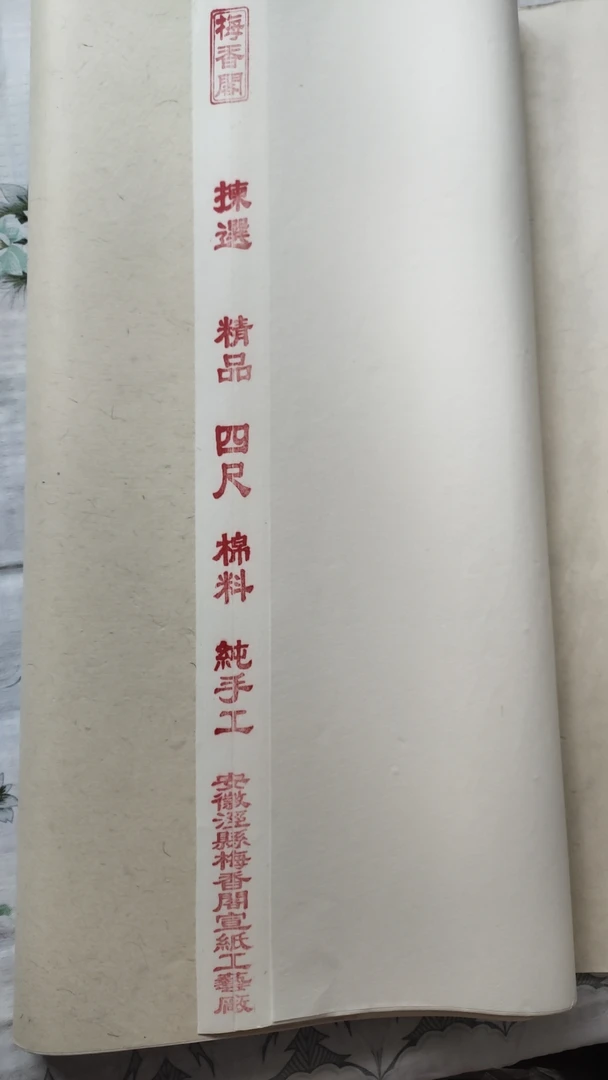 梅香閣
揀選
精品
四尺
棉料
純手工
安徽涇縣梅香閣宣紙工藝廠